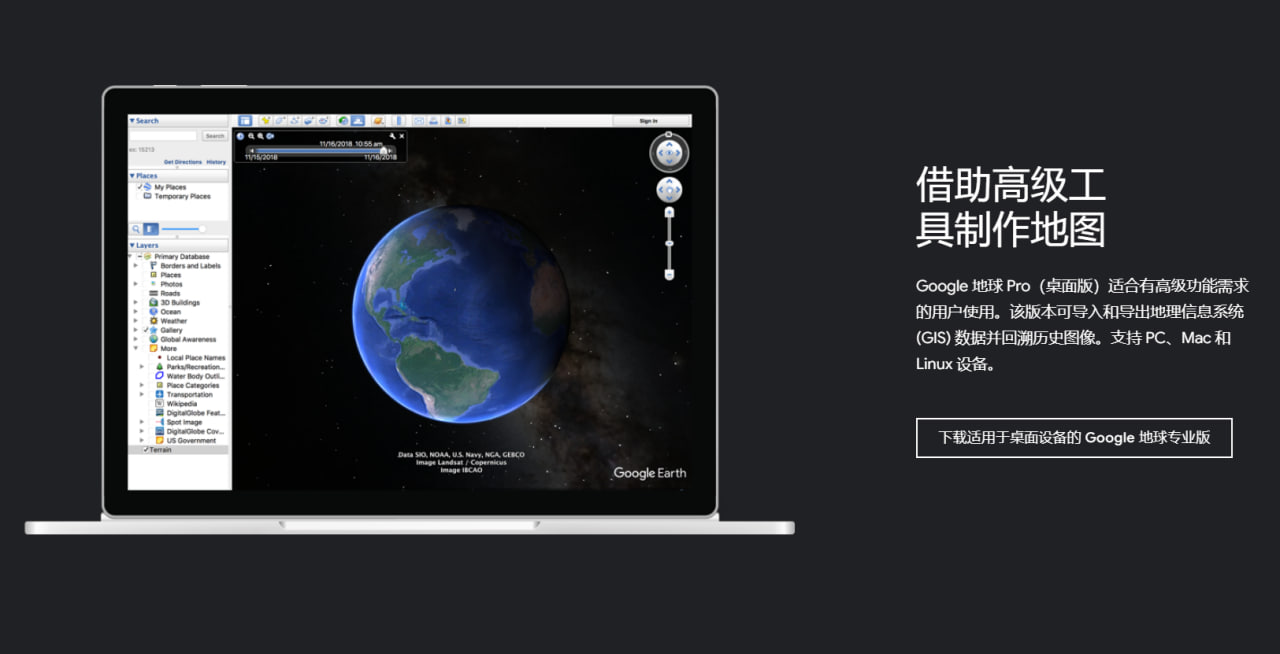 Search
Search
ex: 15213
Get Directions History
Places
My Places
Temporary Places
Layers
Primary Database
Borders and Labels
Places
Photos
Roads
3D Buildings
Ocean
Weather
Gallery
Global Awareness
More
Local Place Names
Parks/Recreation...
Water Body Outli...
Place Categories
Transportation
Wikipedia
DigitalGlobe Feat...
Spot Image
DigitalGlobe Cov...
US Government
Terrain
Sign in
11/16/2018 10:55 am
11/15/2018 11/16/2018
N
Data SIO, NOAA, U.S. Navy, NGA, GEBCO
Image Landsat / Copernicus
Image IBCAO
Google Earth
借助高级工
具制作地图
Google 地球 Pro（桌面版）适合有高级功能需求
的用户使用。该版本可导入和导出地理信息系统
(GIS) 数据并回溯历史图像。支持 PC、Mac 和
Linux 设备。
下载适用于桌面设备的 Google 地球专业版